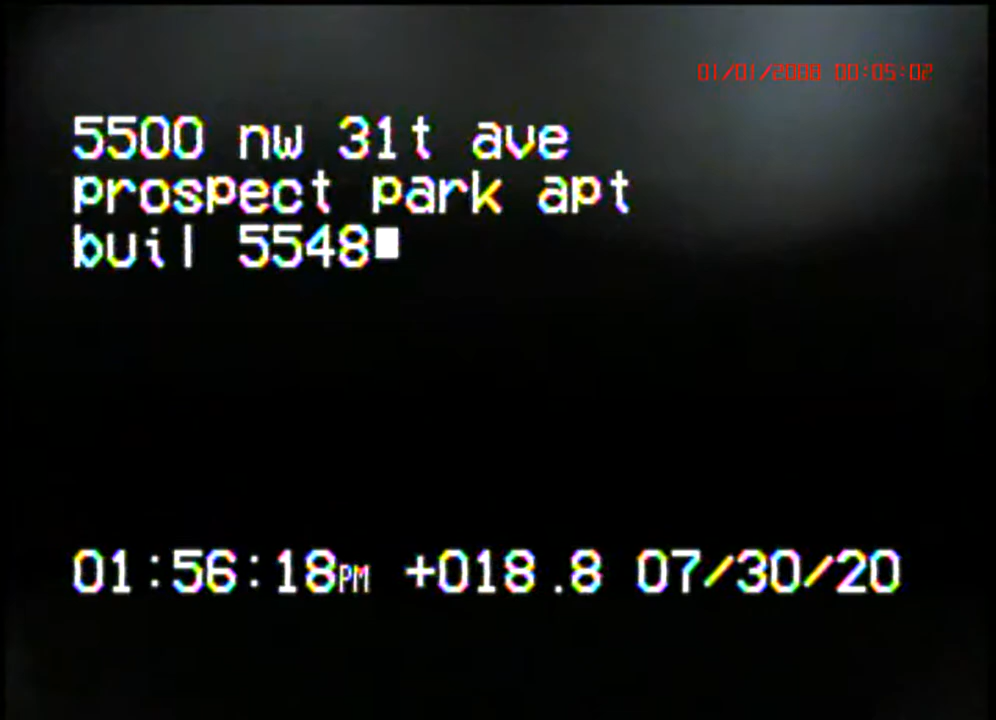 01/01/2088 00:05:02
5500 nw 31t ave
prospect park apt
buil 5548
01:56:18PM +018.8 07/30/20